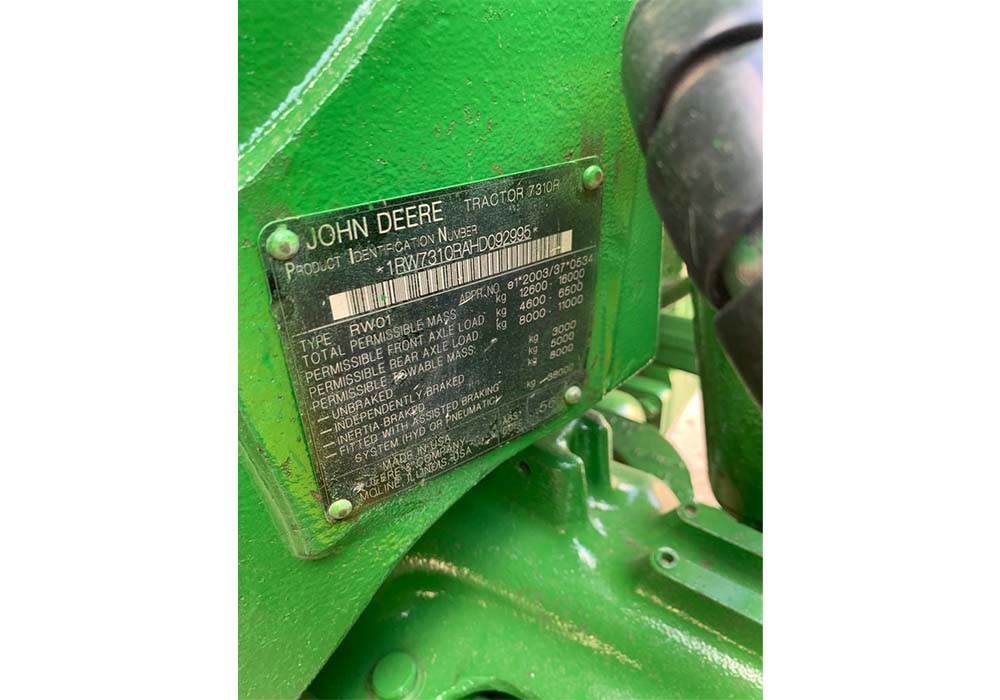 JOHN DEERE TRACTOR 7310R
PRODUCT IDENTIFICATION NUMBER
*1RW7310RAHD092995*
APPR.NO. e1*2003/37*0534
TYPE RW01
TOTAL PERMISSIBLE MASS kg 12600 - 16000
PERMISSIBLE FRONT AXLE LOAD kg 4600 - 6500
PERMISSIBLE REAR AXLE LOAD kg 8000 - 11000
PERMISSIBLE TOWABLE MASS:
- UNBRAKED kg 3000
- INDEPENDENTLY BRAKED kg 5000
- INERTIA BRAKED kg 8000
- FITTED WITH ASSISTED BRAKING kg 38000
SYSTEM (HYD OR PNEUMATIC)
MADE IN USA
DEERE & COMPANY
MOLINE, ILLINOIS, USA